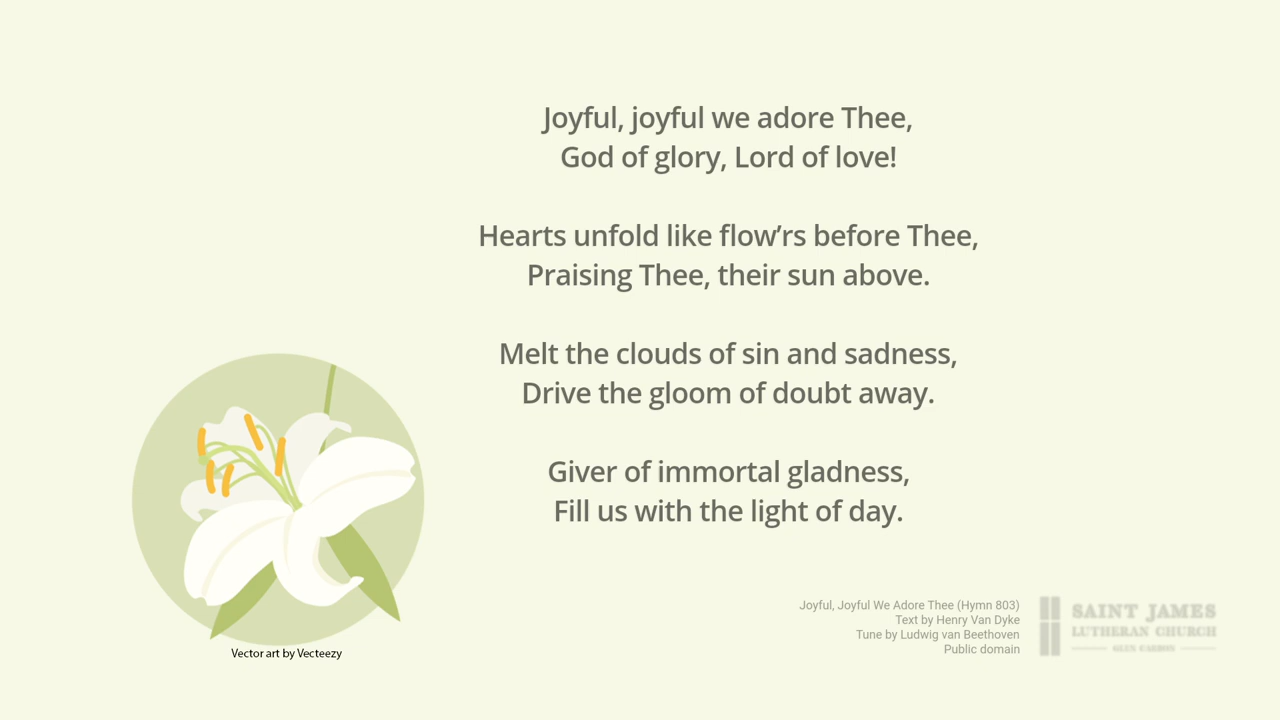 Joyful, joyful we adore Thee,
God of glory, Lord of love!
Hearts unfold like flow’rs before Thee,
Praising Thee, their sun above.
Melt the clouds of sin and sadness,
Drive the gloom of doubt away.
Giver of immortal gladness,
Fill us with the light of day.
Joyful, Joyful We Adore Thee (Hymn 803)
Text by Henry Van Dyke
Tune by Ludwig van Beethoven
Public domain
SAINT JAMES
LUTHERAN CHURCH
GLEN CARBON
Vector art by Vecteezy